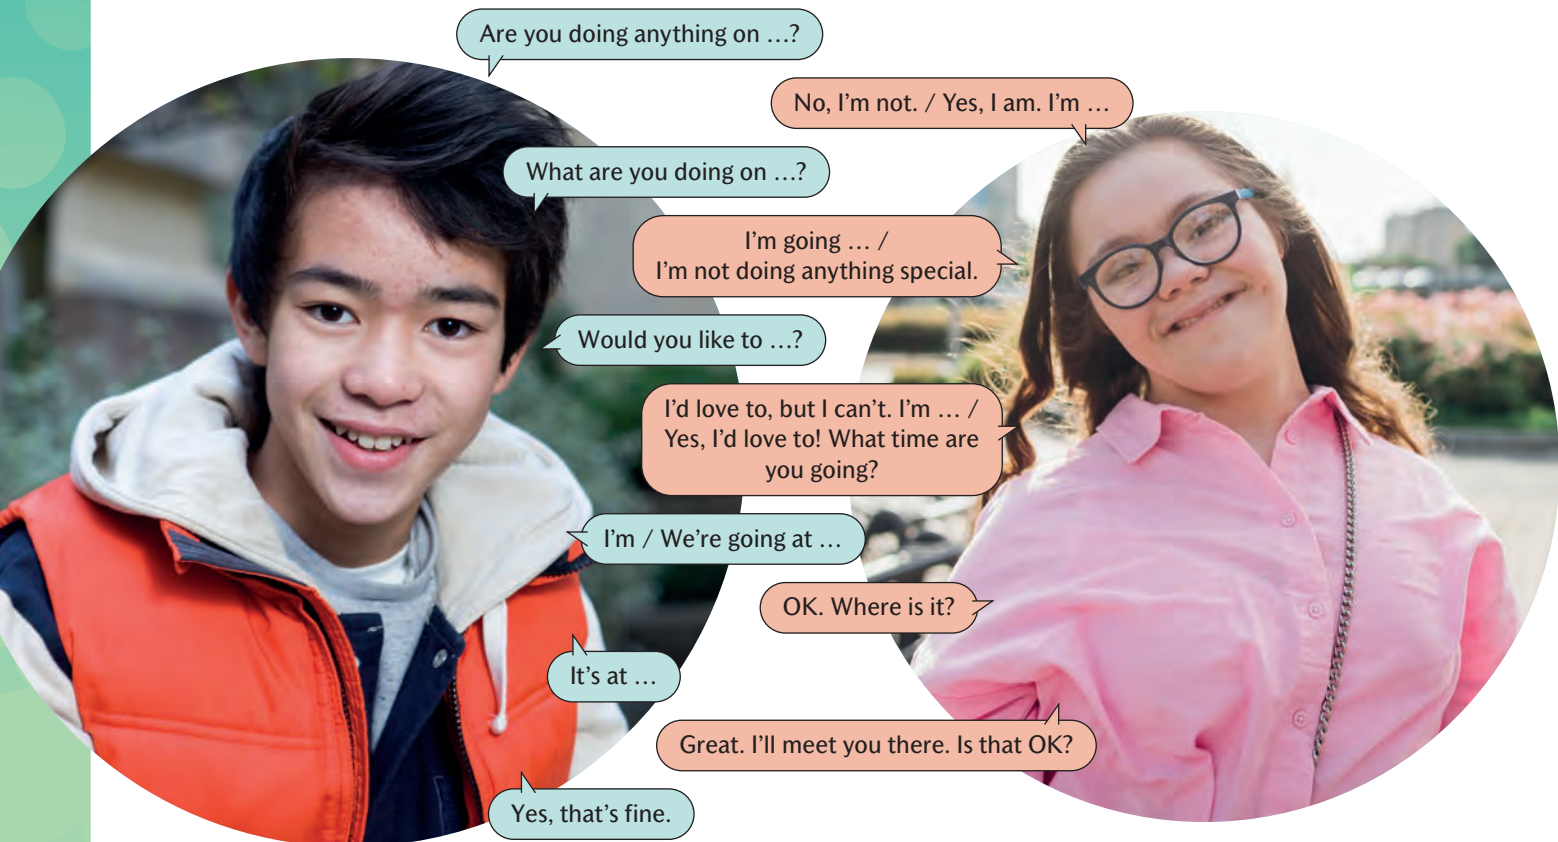 Are you doing anything on …?
No, I'm not. / Yes, I am. I'm …
What are you doing on …?
I'm going … /
I'm not doing anything special.
Would you like to …?
I'd love to, but I can't. I'm … /
Yes, I'd love to! What time are
you going?
I'm / We're going at …
OK. Where is it?
It's at …
Great. I'll meet you there. Is that OK?
Yes, that's fine.